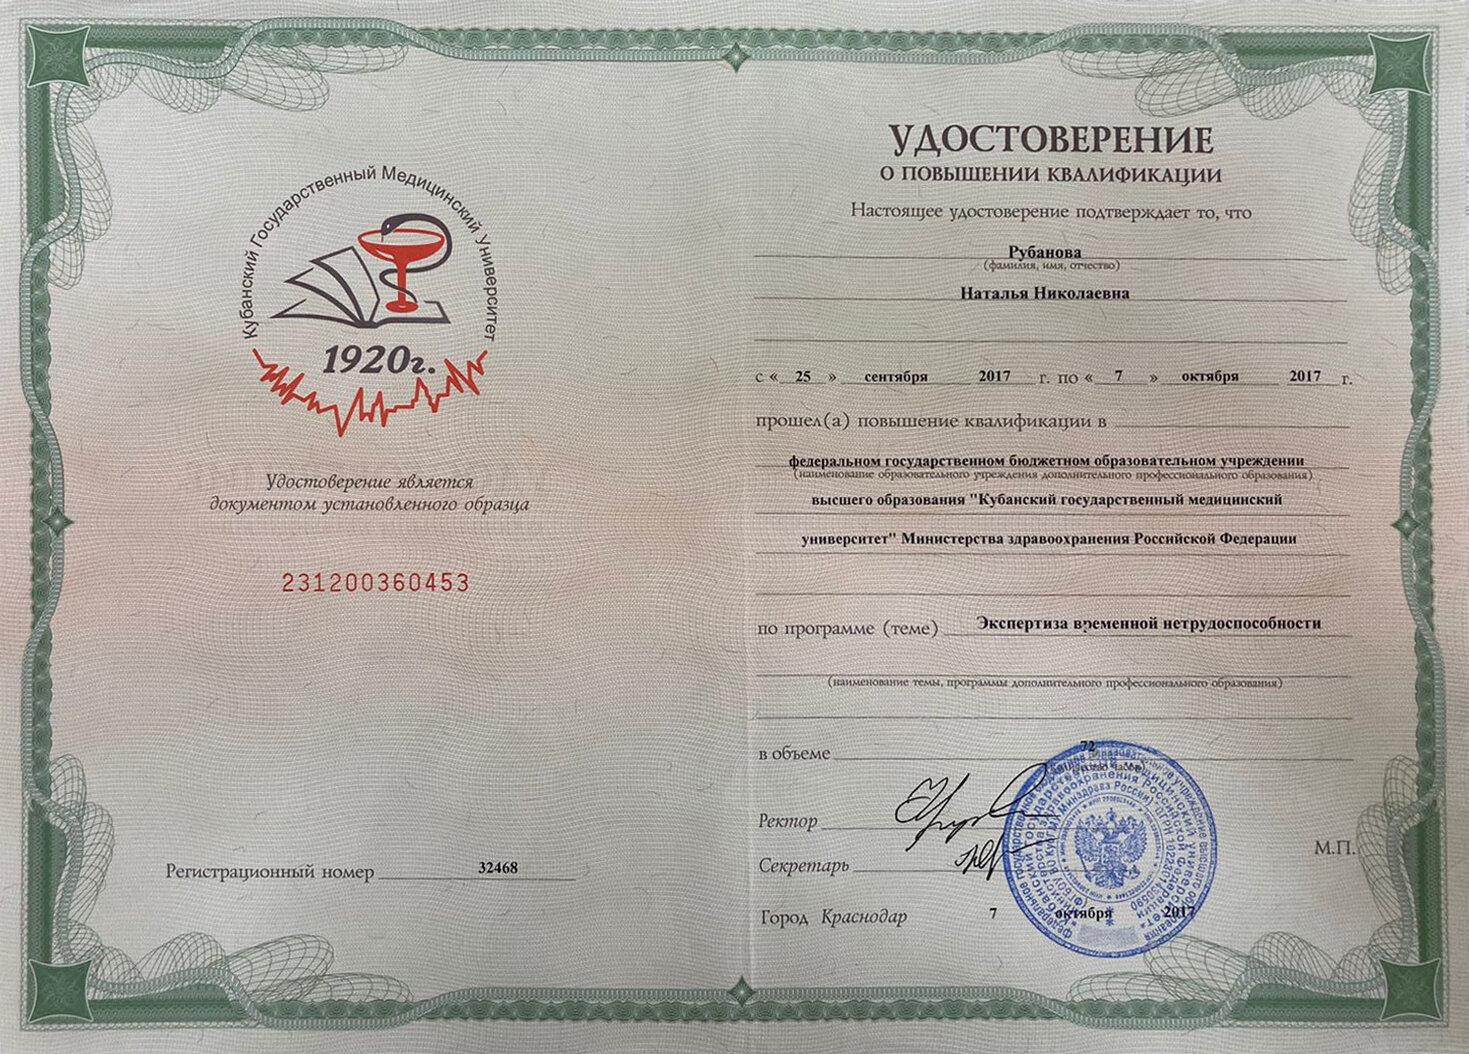 Кубанский Государственный Медицинский Университет
1920г.
Удостоверение является
документом установленного образца
231200360453
Регистрационный номер 32468
УДОСТОВЕРЕНИЕ
О ПОВЫШЕНИИ КВАЛИФИКАЦИИ
Настоящее удостоверение подтверждает то, что
Рубанова
(фамилия, имя, отчество)
Наталья Николаевна
с « 25 » сентября 2017 г. по « 7 » октября 2017 г.
прошел(а) повышение квалификации в
федеральном государственном бюджетном образовательном учреждении
(наименование образовательного учреждения дополнительного профессионального образования)
высшего образования "Кубанский государственный медицинский
университет" Министерства здравоохранения Российской Федерации
по программе (теме) Экспертиза временной нетрудоспособности
(наименование темы, программы дополнительного профессионального образования)
в объеме 72
Ректор
Секретарь
М.П.
Город Краснодар 7 октября 2017